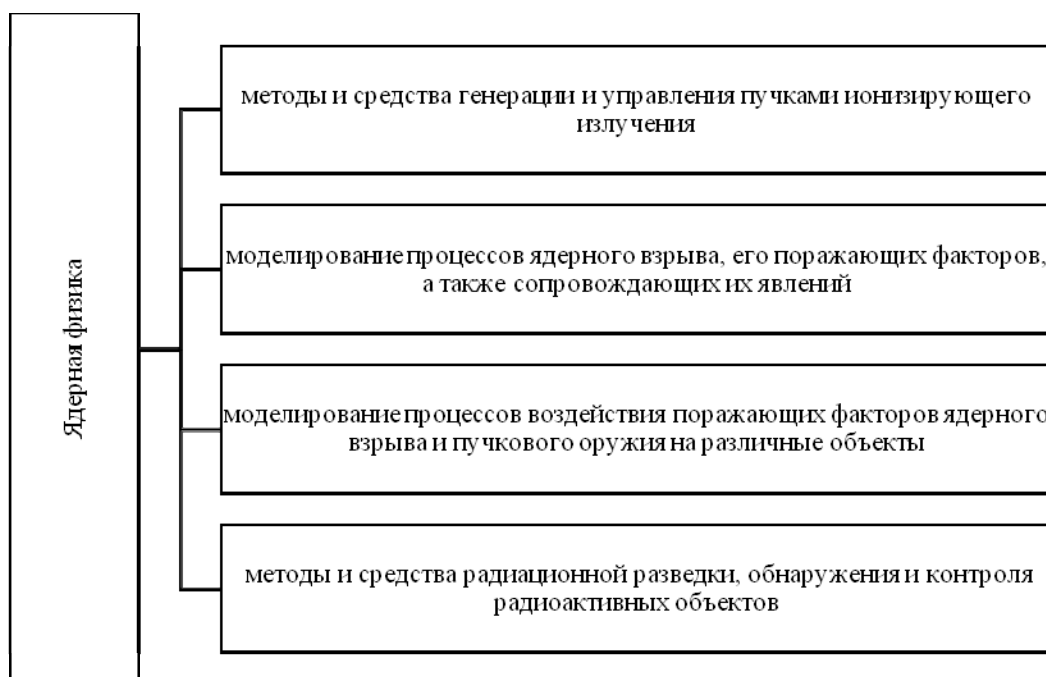 Ядерная физика
методы и средства генерации и управления пучками ионизирующего
излучения
моделирование процессов ядерного взрыва, его поражающих факторов,
а также сопровождающих их явлений
моделирование процессов воздействия поражающих факторов ядерного
взрыва и пучкового оружия на различные объекты
методы и средства радиационной разведки, обнаружения и контроля
радиоактивных объектов